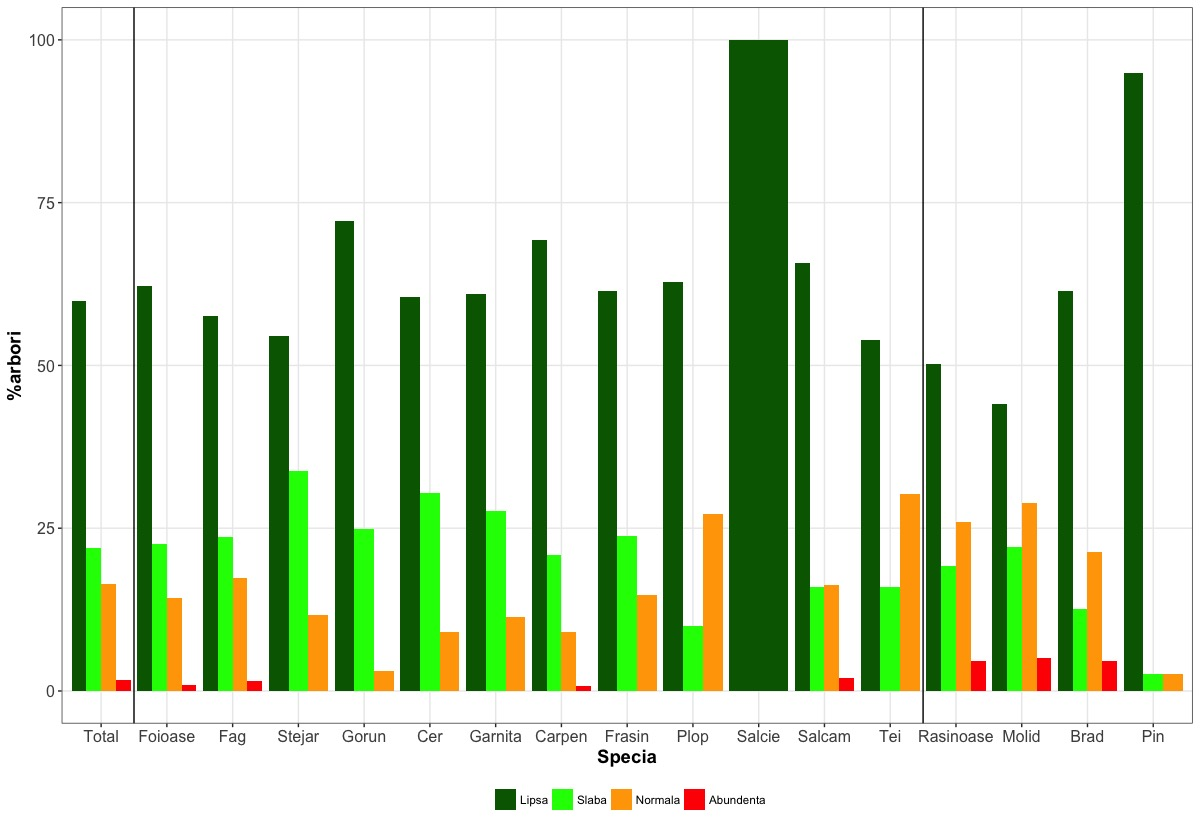 100
75
50
25
0
%arbori
Total Foioase Fag Stejar Gorun Cer Garnita Carpen Frasin Plop Salcie Salcam Tei Rasinoase Molid Brad Pin
Specia
Lipsa Slaba Normala Abundenta